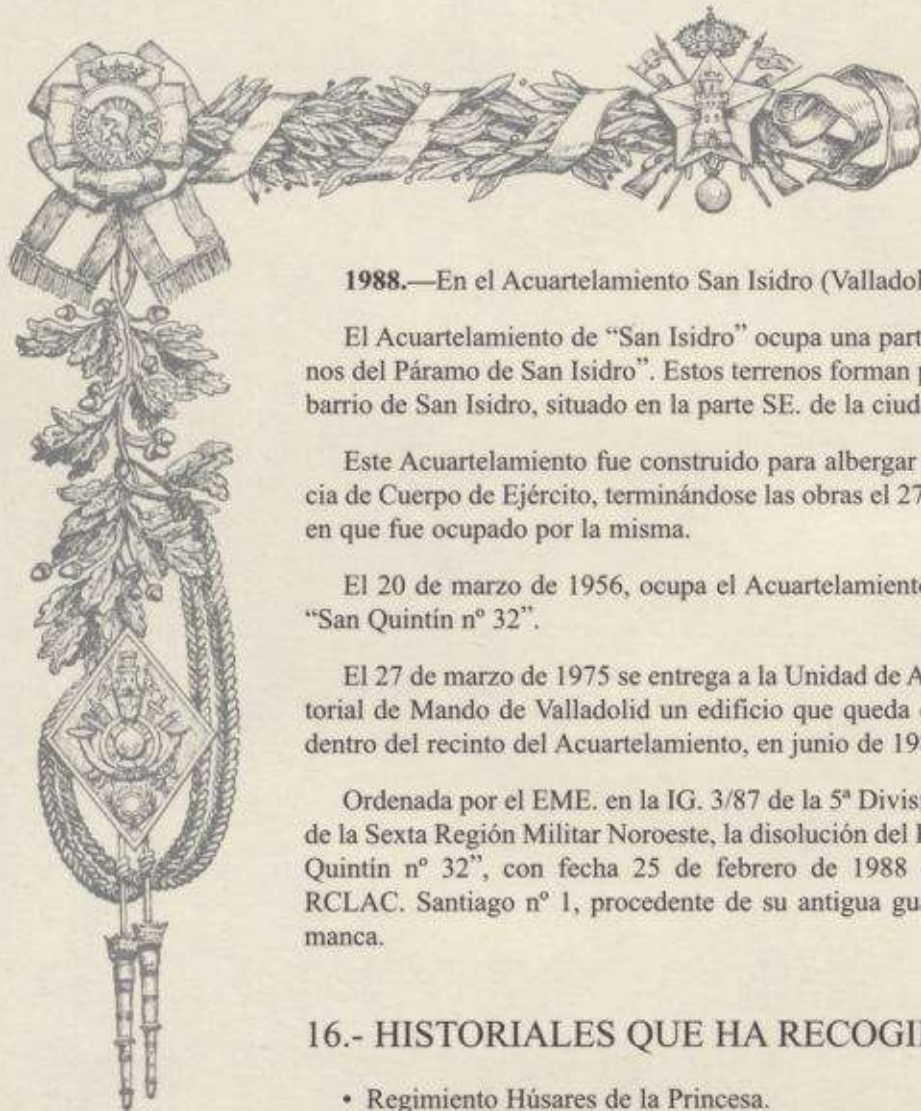 1988.—En el Acuartelamiento San Isidro (Valladol
El Acuartelamiento de “San Isidro” ocupa una part
nos del Páramo de San Isidro”. Estos terrenos forman p
barrio de San Isidro, situado en la parte SE. de la ciud
Este Acuartelamiento fue construido para albergar
cia de Cuerpo de Ejército, terminándose las obras el 27
en que fue ocupado por la misma.
El 20 de marzo de 1956, ocupa el Acuartelamiento
“San Quintín nº 32”.
El 27 de marzo de 1975 se entrega a la Unidad de A
torial de Mando de Valladolid un edificio que queda
dentro del recinto del Acuartelamiento, en junio de 19
Ordenada por el EME. en la IG. 3/87 de la 5ª Divis
de la Sexta Región Militar Noroeste, la disolución del
Quintín nº 32”, con fecha 25 de febrero de 1988
RCLAC. Santiago nº 1, procedente de su antigua gua
manca.
16.- HISTORIALES QUE HA RECOGI
• Regimiento Húsares de la Princesa.